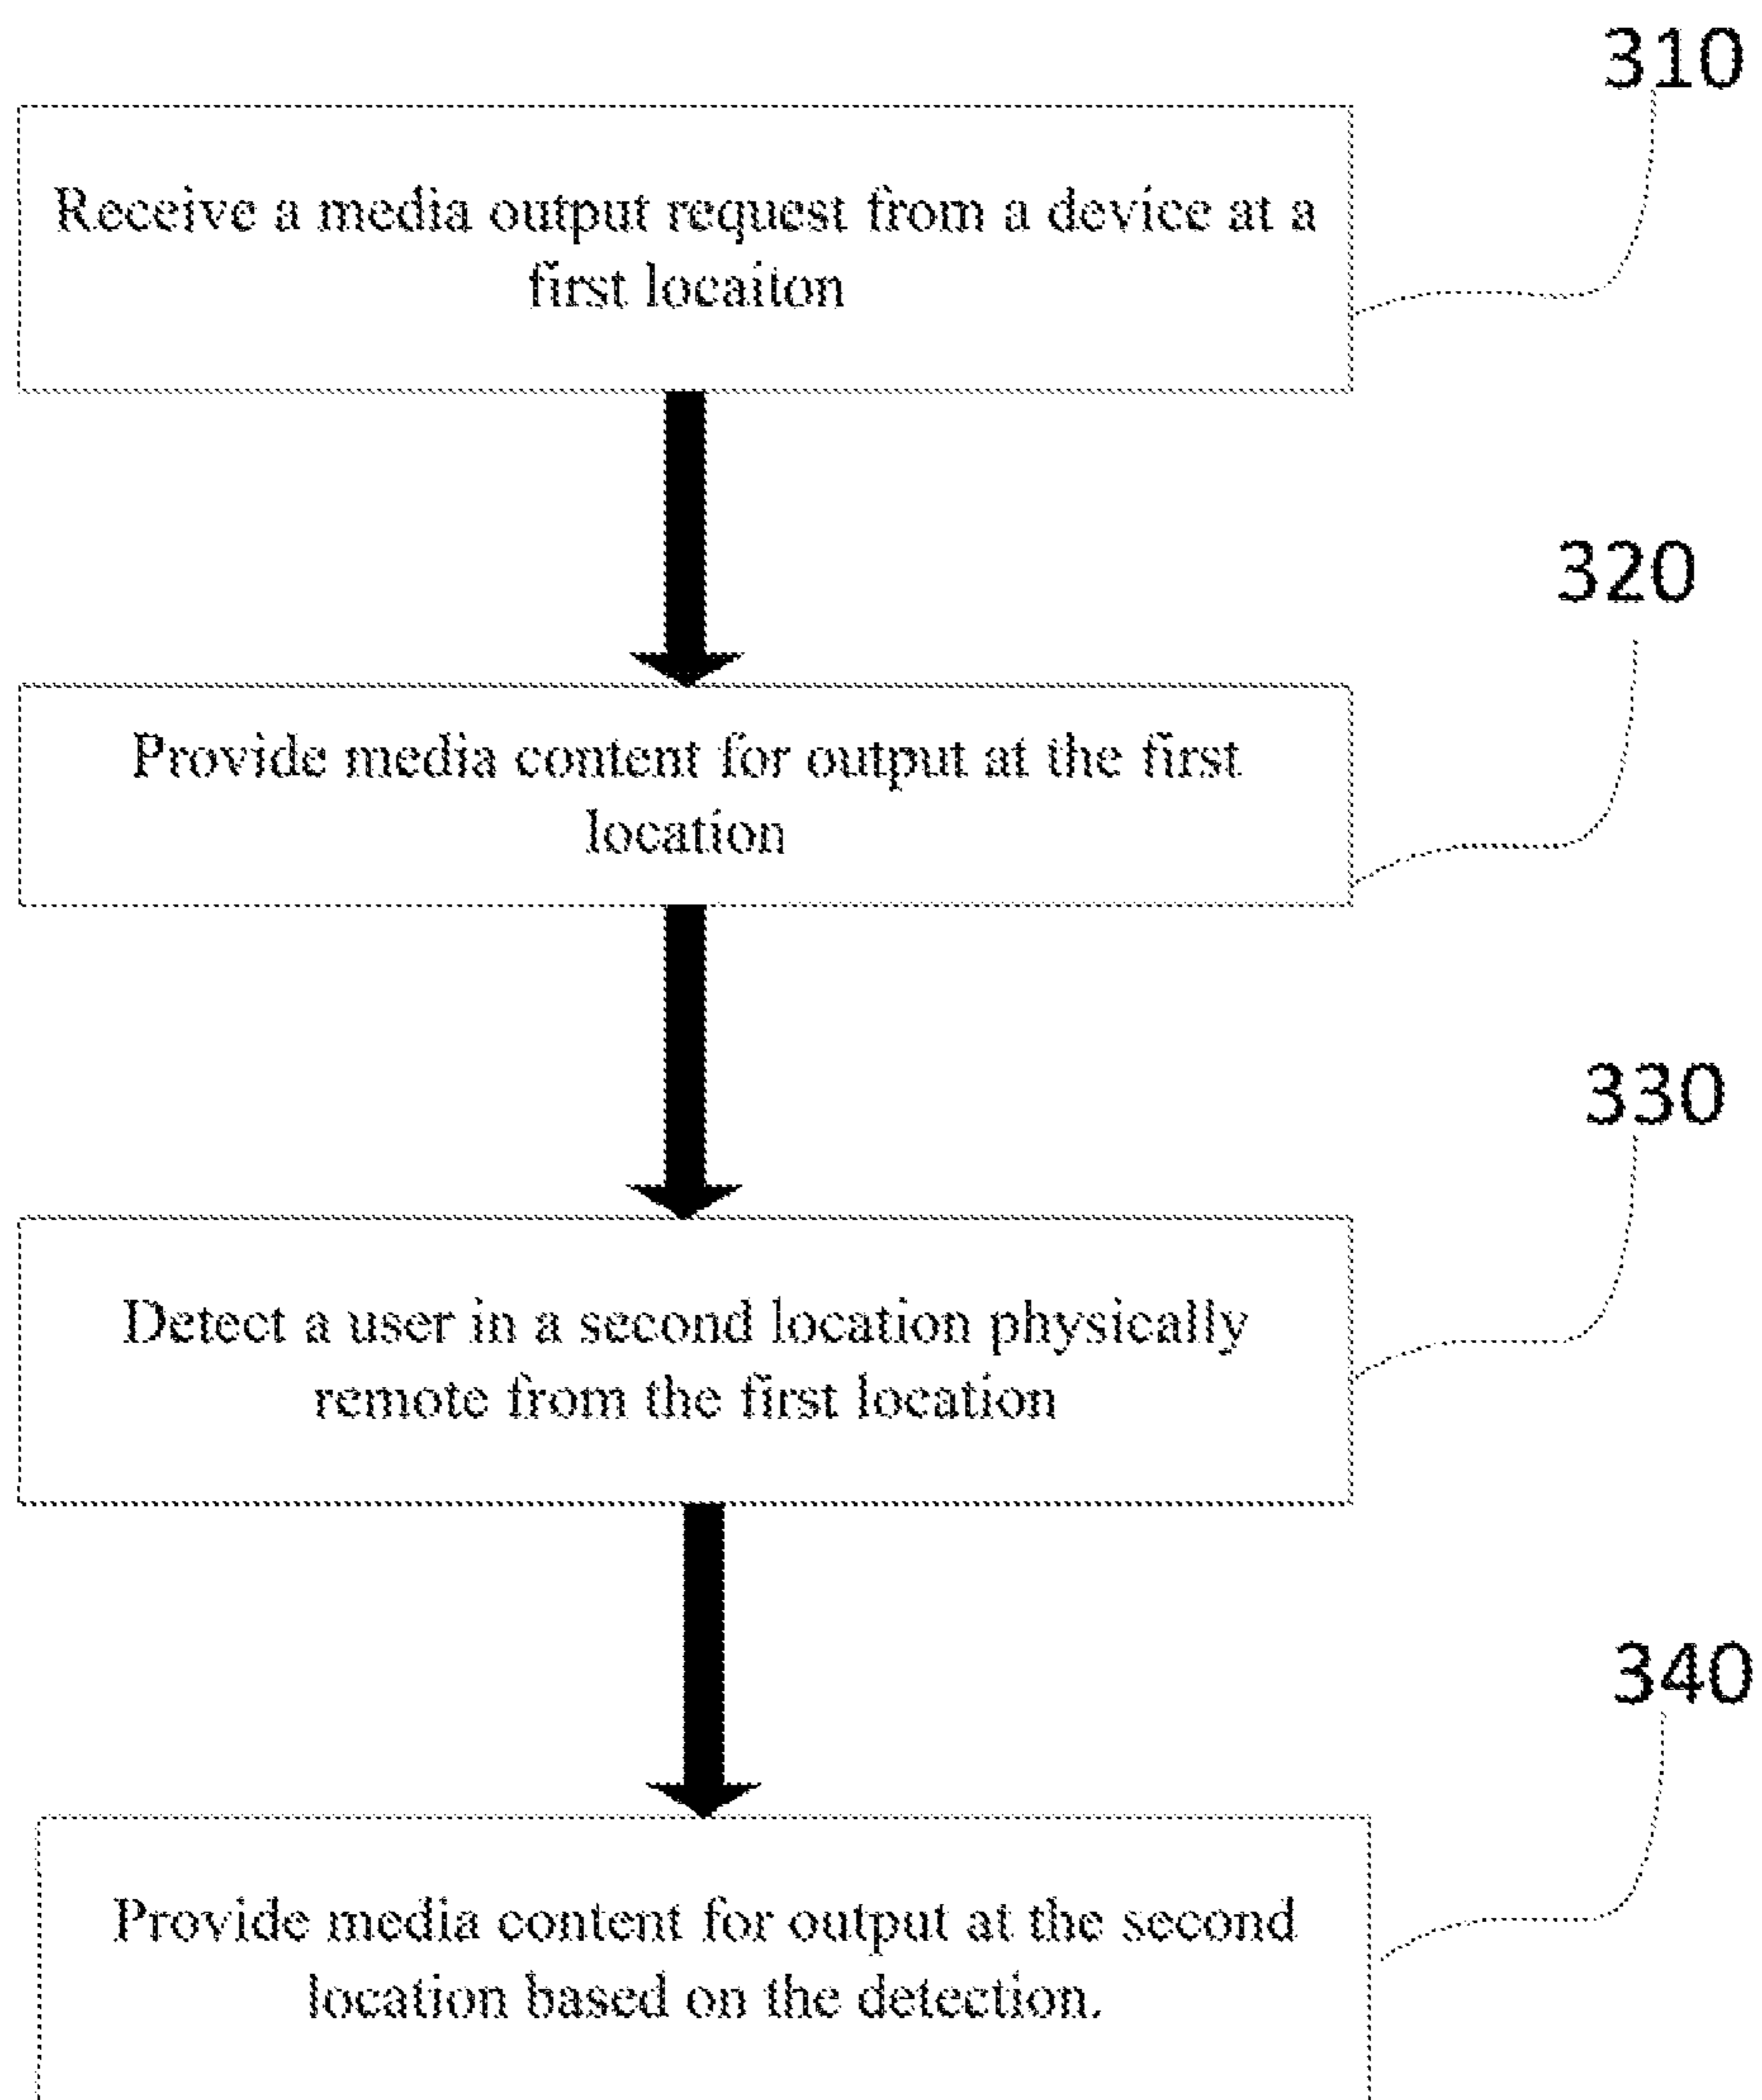 310
Receive a media output request from a device at a
first locaiton
320
Provide media content for output at the first
location
330
Detect a user in a second location physically
remote from the first location
340
Provide media content for output at the second
location based on the detection.